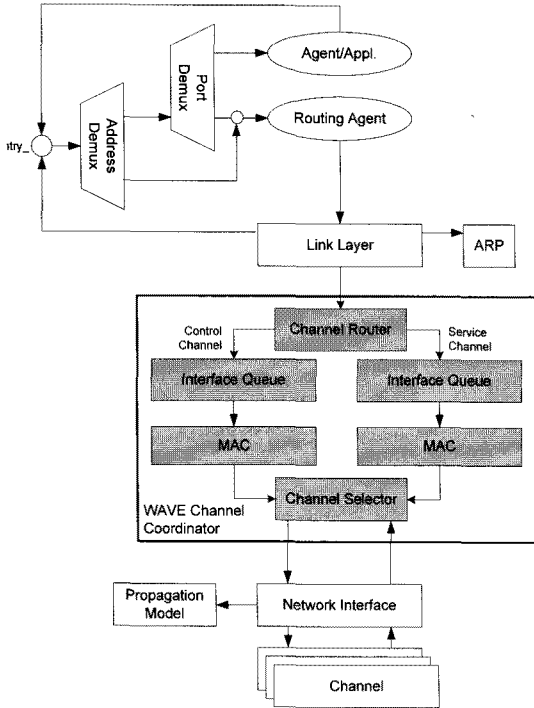 Agent/Appl.
Port
Demux
Address
Demux
Routing Agent
ntry_
Link Layer
ARP
Channel Router
Control
Channel
Service
Channel
Interface Queue
Interface Queue
MAC
MAC
Channel Selector
WAVE Channel
Coordinator
Propagation
Model
Network Interface
Channel